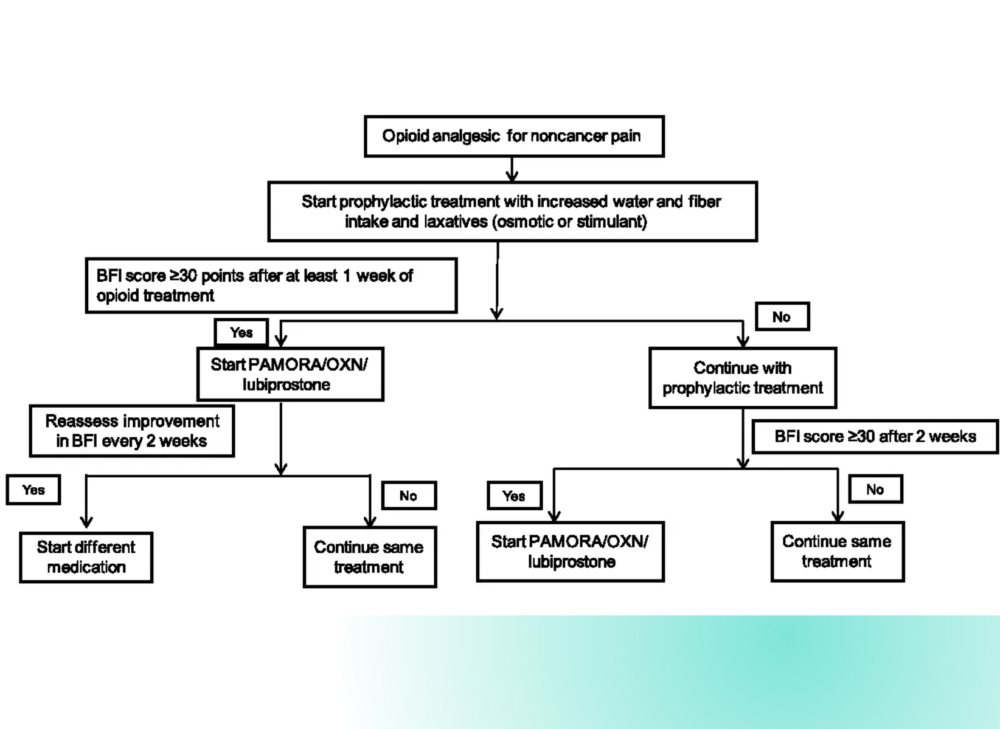 Opioid analgesic for noncancer pain
Start prophylactic treatment with increased water and fiber
intake and laxatives (osmotic or stimulant)
BFI score ≥30 points after at least 1 week of
opioid treatment
No
Yes
Start PAMORA/OXN/
lubiprostone
Continue with
prophylactic treatment
Reassess improvement
in BFI every 2 weeks
BFI score ≥30 after 2 weeks
Yes
No
Yes
No
Start different
medication
Continue same
treatment
Start PAMORA/OXN/
lubiprostone
Continue same
treatment